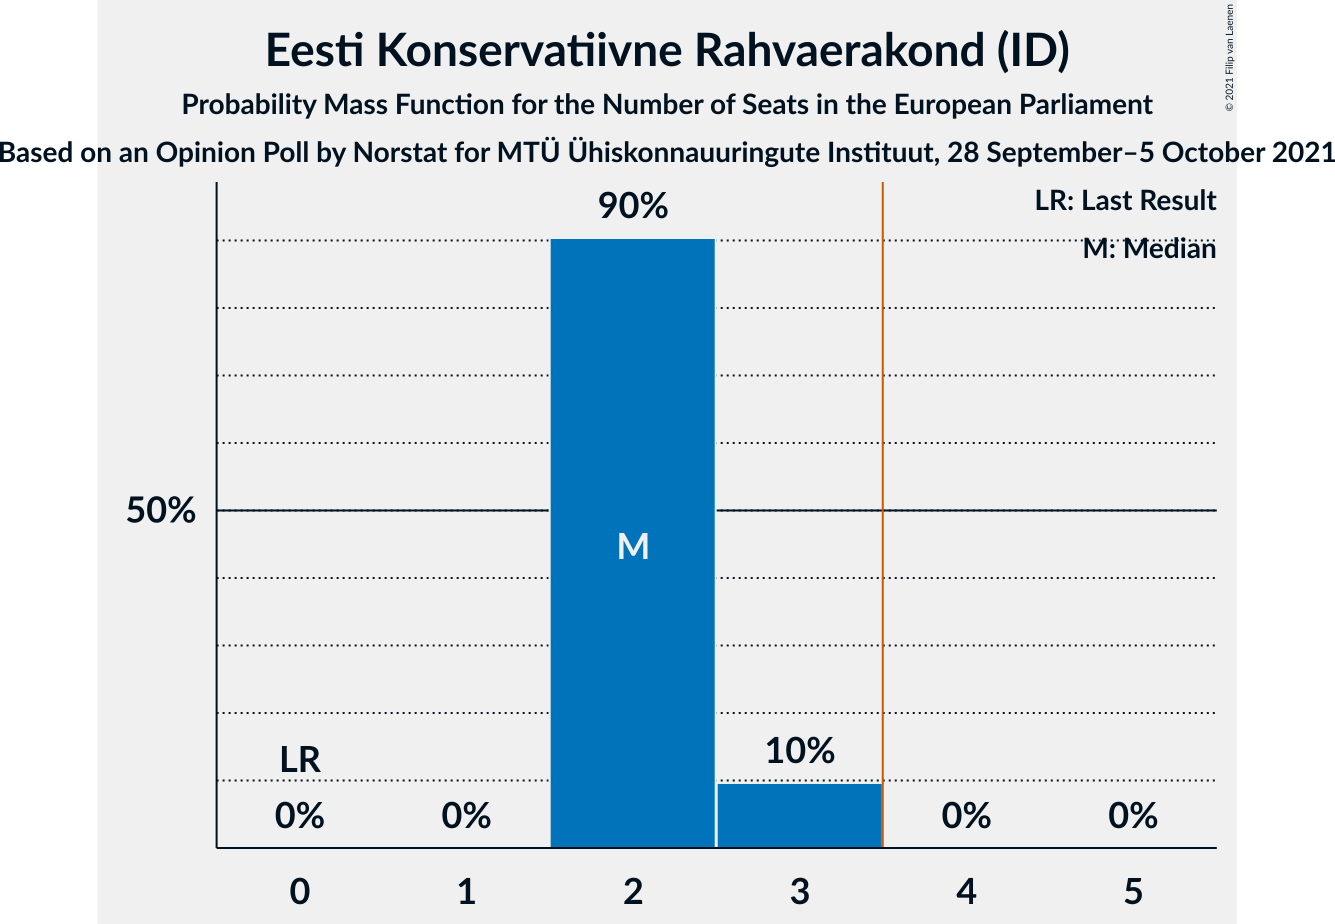 Eesti Konservatiivne Rahvaerakond (ID)
Probability Mass Function for the Number of Seats in the European Parliament
Based on an Opinion Poll by Norstat for MTÜ Ühiskonnauuringute Instituut, 28 September–5 October 2021
© 2021 Filip van Laenen
LR: Last Result
M: Median
90%
50%
M
10%
LR
0%
0%
0%
0%
0
1
2
3
4
5